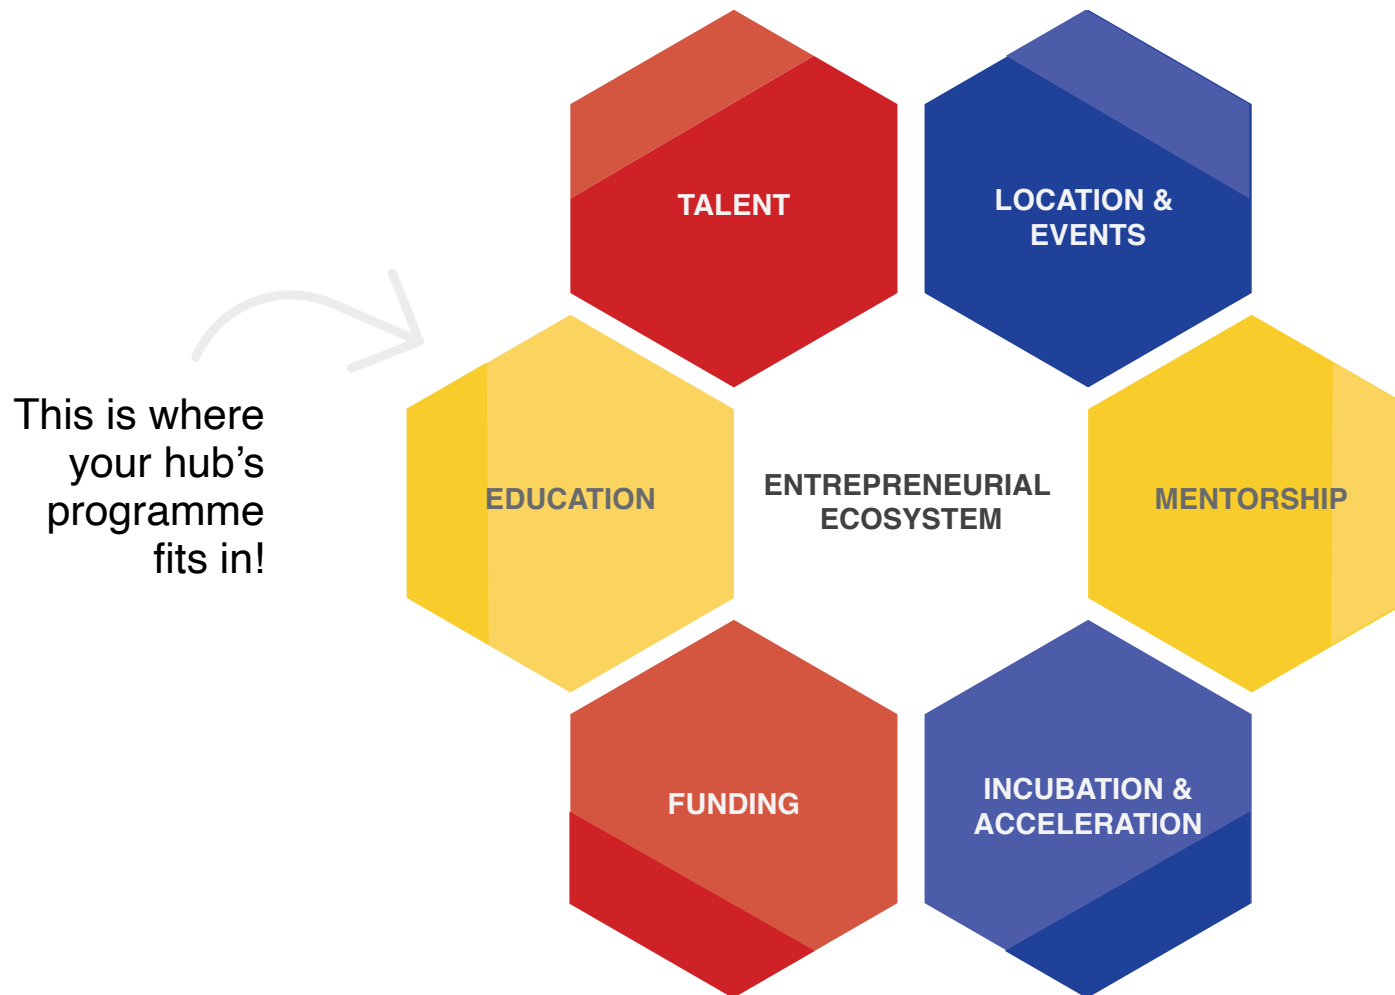 TALENT
LOCATION &
EVENTS
This is where
your hub’s
programme
fits in!
EDUCATION
ENTREPRENEURIAL
ECOSYSTEM
MENTORSHIP
FUNDING
INCUBATION &
ACCELERATION